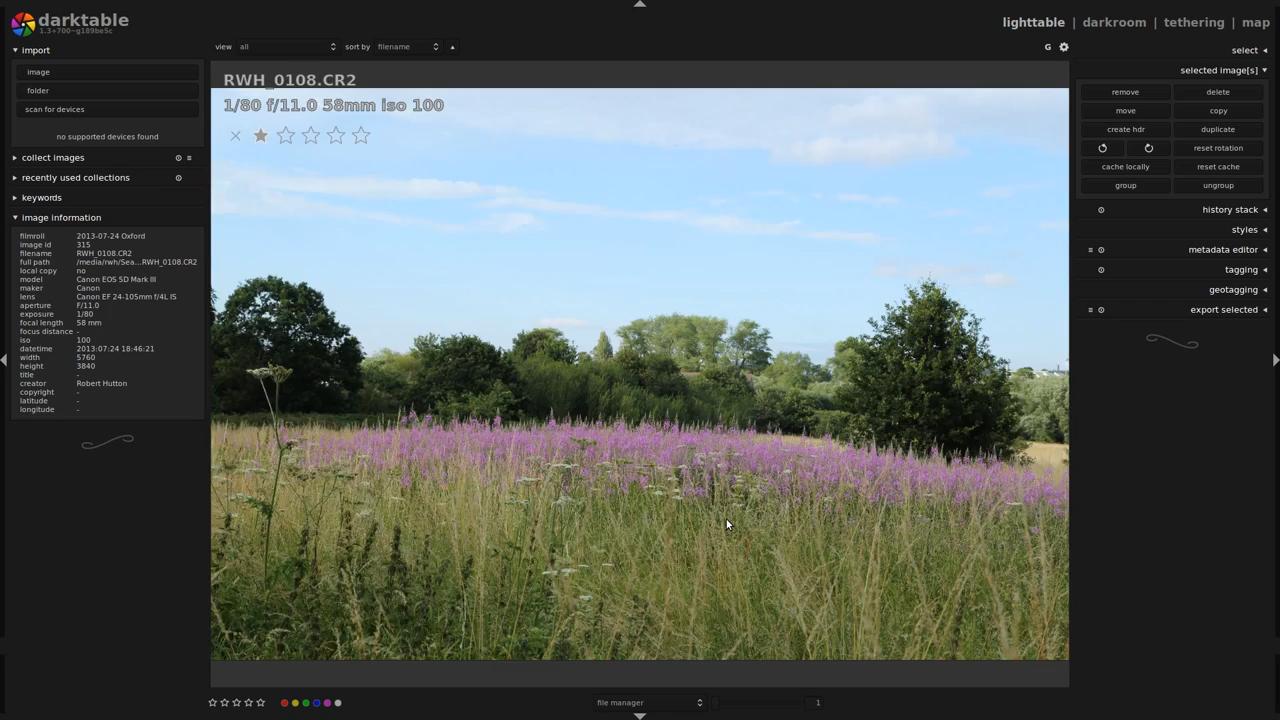 darktable
1.3+700~g189be5c
lighttable | darkroom | tethering | map
import
image
folder
scan for devices
no supported devices found
collect images
recently used collections
keywords
image information
filmroll 2013-07-24 Oxford
image id 315
filename RWH_0108.CR2
full path /media/rwh/Sea...RWH_0108.CR2
local copy no
model Canon EOS 5D Mark III
maker Canon
lens Canon EF 24-105mm f/4L IS
aperture F/11.0
exposure 1/80
focal length 58 mm
focus distance -
iso 100
datetime 2013:07:24 18:46:21
width 5760
height 3840
title -
creator Robert Hutton
copyright -
latitude -
longitude -
view all sort by filename
G
RWH_0108.CR2
1/80 f/11.0 58mm iso 100
file manager 1
select
selected image[s]
remove delete
move copy
create hdr duplicate
reset rotation
cache locally reset cache
group ungroup
history stack
styles
metadata editor
tagging
geotagging
export selected